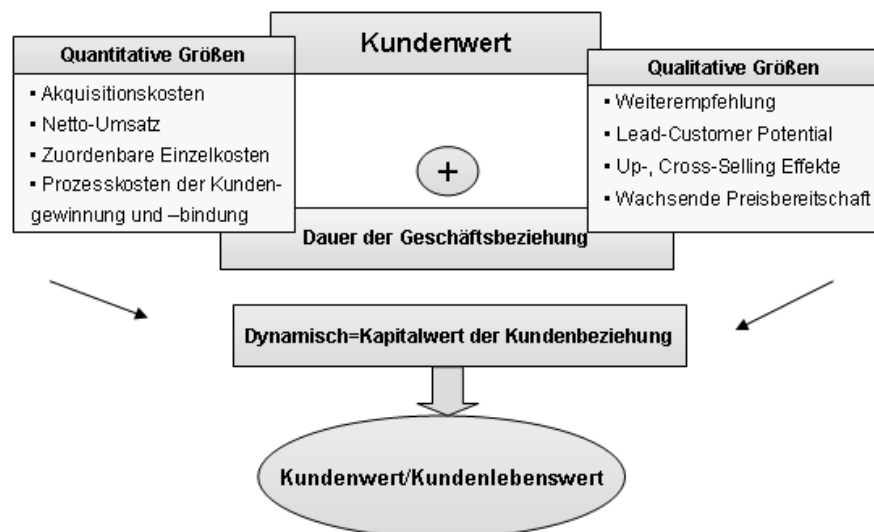 Kundenwert
Quantitative Größen
▪ Akquisitionskosten
▪ Netto-Umsatz
▪ Zuordenbare Einzelkosten
▪ Prozesskosten der Kunden-
gewinnung und –bindung
Qualitative Größen
▪ Weiterempfehlung
▪ Lead-Customer Potential
▪ Up-, Cross-Selling Effekte
▪ Wachsende Preisbereitschaft
+
Dauer der Geschäftsbeziehung
Dynamisch=Kapitalwert der Kundenbeziehung
Kundenwert/Kundenlebenswert